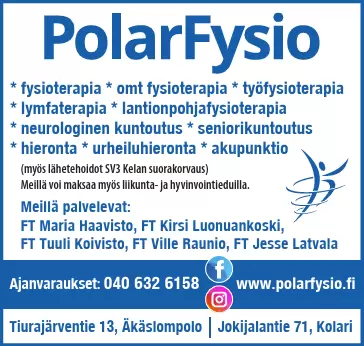 PolarFysio
* fysioterapia * omt fysioterapia * työfysioterapia
* lymfaterapia * lantionpohjafysioterapia
* neurologinen kuntoutus * seniorikuntoutus
* hieronta * urheiluhieronta * akupunktio
(myös lähetehoidot SV3 Kelan suorakorvaus)
Meillä voi maksaa myös liikunta- ja hyvinvointieduilla.
Meillä palvelevat:
FT Maria Haavisto, FT Kirsi Luonuankoski,
FT Tuuli Koivisto, FT Ville Raunio, FT Jesse Latvala
Ajanvaraukset: 040 632 6158 www.polarfysio.fi
Tiurajärventie 13, Äkäslompolo | Jokijalantie 71, Kolari